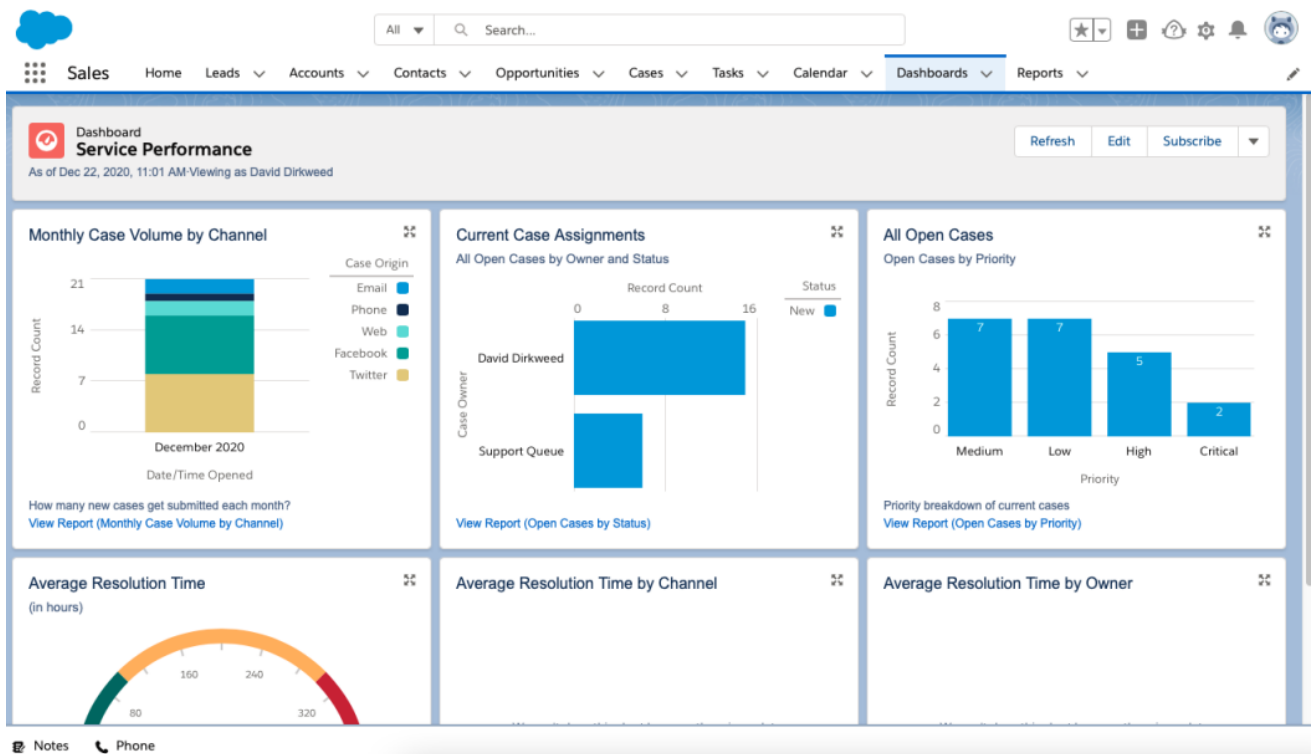 All
Search...
Sales
Home
Leads
Accounts
Contacts
Opportunities
Cases
Tasks
Calendar
Dashboards
Reports
Dashboard
Service Performance
As of Dec 22, 2020, 11:01 AM·Viewing as David Dirkweed
Refresh
Edit
Subscribe
Monthly Case Volume by Channel
Case Origin
Email
Phone
Web
Facebook
Twitter
Record Count
21
14
7
0
December 2020
Date/Time Opened
How many new cases get submitted each month?
View Report (Monthly Case Volume by Channel)
Current Case Assignments
All Open Cases by Owner and Status
Record Count
0 8 16
Status
New
Case Owner
David Dirkweed
Support Queue
View Report (Open Cases by Status)
All Open Cases
Open Cases by Priority
Record Count
8
6
4
2
0
7 7 5 2
Medium Low High Critical
Priority
Priority breakdown of current cases
View Report (Open Cases by Priority)
Average Resolution Time
(in hours)
80 160 240 320
Average Resolution Time by Channel
Average Resolution Time by Owner
Notes
Phone